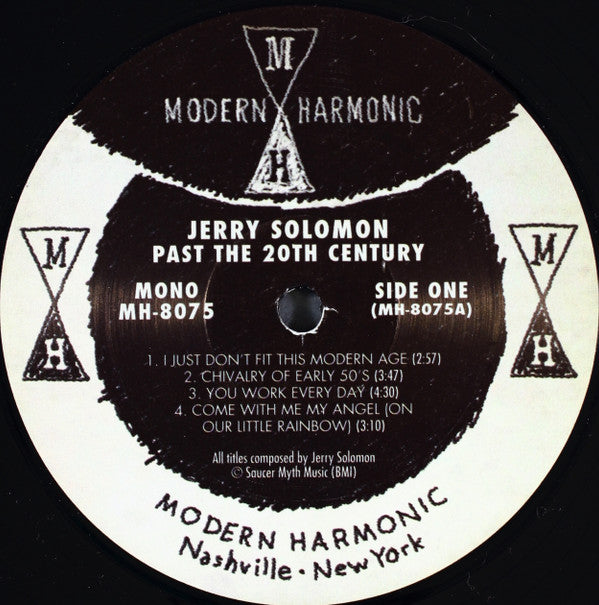 M
MODERN HARMONIC
H
JERRY SOLOMON
PAST THE 20TH CENTURY
M
H
MONO
MH-8075
SIDE ONE
(MH-8075A)
M
H
1. I JUST DON'T FIT THIS MODERN AGE (2:57)
2. CHIVALRY OF EARLY 50'S (3:47)
3. YOU WORK EVERY DAY (4:30)
4. COME WITH ME MY ANGEL (ON
OUR LITTLE RAINBOW) (3:10)
All titles composed by Jerry Solomon
© Saucer Myth Music (BMI)
MODERN HARMONIC
Nashville • New York